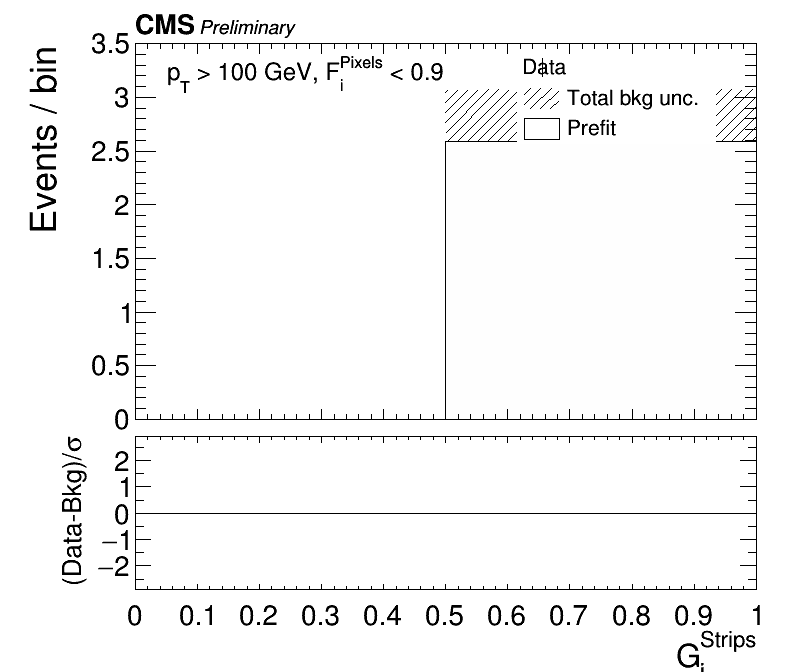 CMS Preliminary
p_T > 100 GeV, F_i^Pixels < 0.9
Data
Total bkg unc.
Prefit
Events / bin
3.5
3
2.5
2
1.5
1
0.5
0
(Data-Bkg)/σ
2
1
0
−1
−2
0 0.1 0.2 0.3 0.4 0.5 0.6 0.7 0.8 0.9 1
G_i^Strips